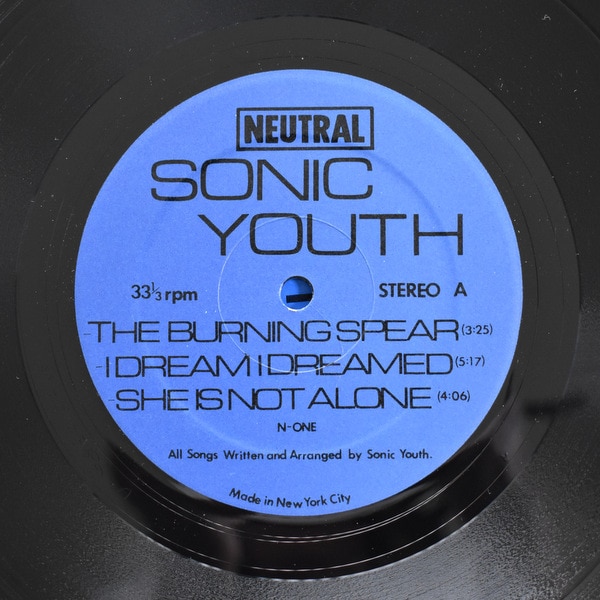 NEUTRAL
SONIC
YOUTH
33⅓ rpm STEREO A
-THE BURNING SPEAR (3:25)
-I DREAM I DREAMED (5:17)
-SHE IS NOT ALONE (4:06)
N-ONE
All Songs Written and Arranged by Sonic Youth.
Made in New York City